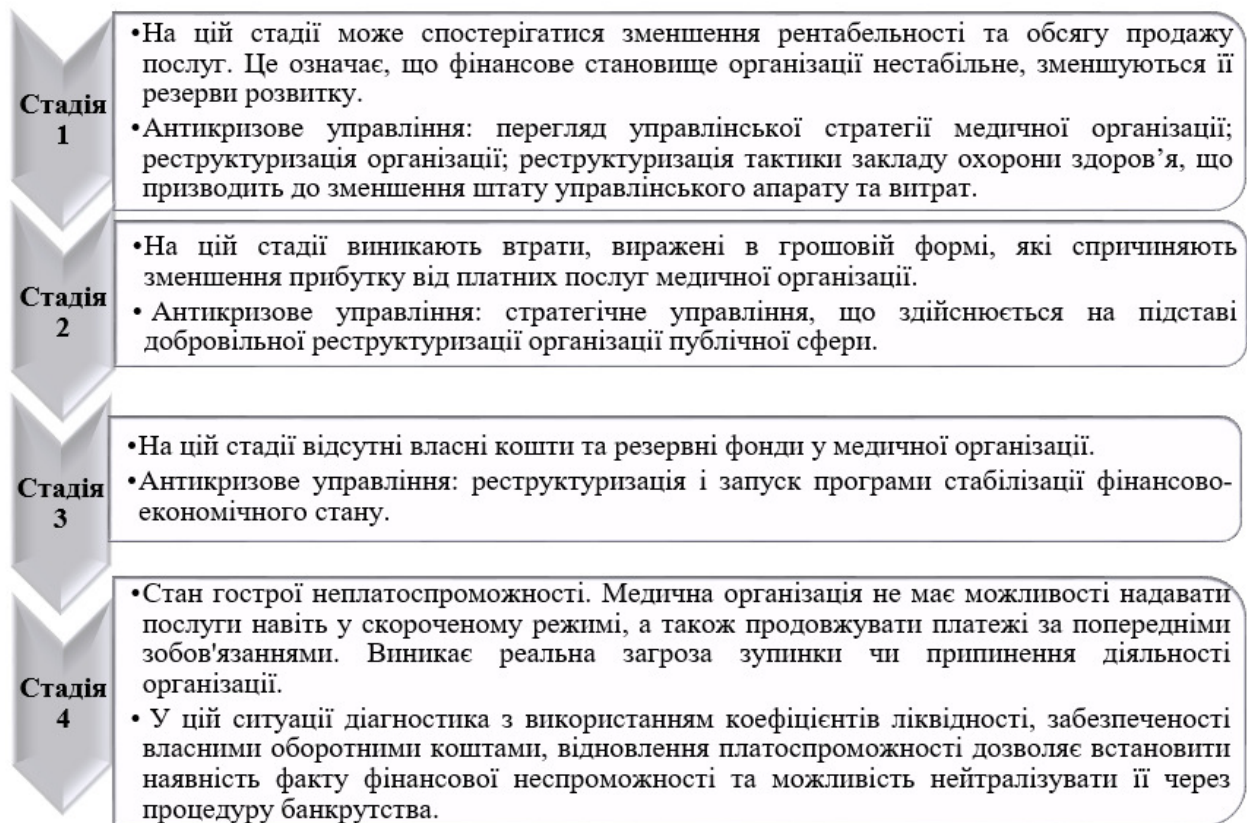 Стадія
1
•На цій стадії може спостерігатися зменшення рентабельності та обсягу продажу
послуг. Це означає, що фінансове становище організації нестабільне, зменшуються її
резерви розвитку.
•Антикризове управління: перегляд управлінської стратегії медичної організації;
реструктуризація організації; реструктуризація тактики закладу охорони здоров’я, що
призводить до зменшення штату управлінського апарату та витрат.
Стадія
2
•На цій стадії виникають втрати, виражені в грошовій формі, які спричиняють
зменшення прибутку від платних послуг медичної організації.
• Антикризове управління: стратегічне управління, що здійснюється на підставі
добровільної реструктуризації організації публічної сфери.
Стадія
3
•На цій стадії відсутні власні кошти та резервні фонди у медичної організації.
•Антикризове управління: реструктуризація і запуск програми стабілізації фінансово-
економічного стану.
Стадія
4
•Стан гострої неплатоспроможності. Медична організація не має можливості надавати
послуги навіть у скороченому режимі, а також продовжувати платежі за попередніми
зобов'язаннями. Виникає реальна загроза зупинки чи припинення діяльності
організації.
• У цій ситуації діагностика з використанням коефіцієнтів ліквідності, забезпеченості
власними оборотними коштами, відновлення платоспроможності дозволяє встановити
наявність факту фінансової неспроможності та можливість нейтралізувати її через
процедуру банкрутства.